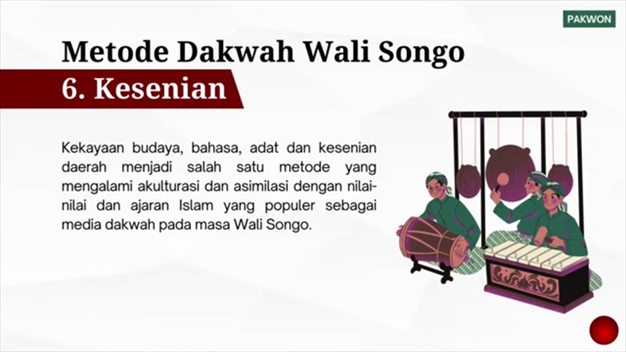 PAKWON
Metode Dakwah Wali Songo
6. Kesenian
Kekayaan budaya, bahasa, adat dan kesenian
daerah menjadi salah satu metode yang
mengalami akulturasi dan asimilasi dengan nilai-
nilai dan ajaran Islam yang populer sebagai
media dakwah pada masa Wali Songo.